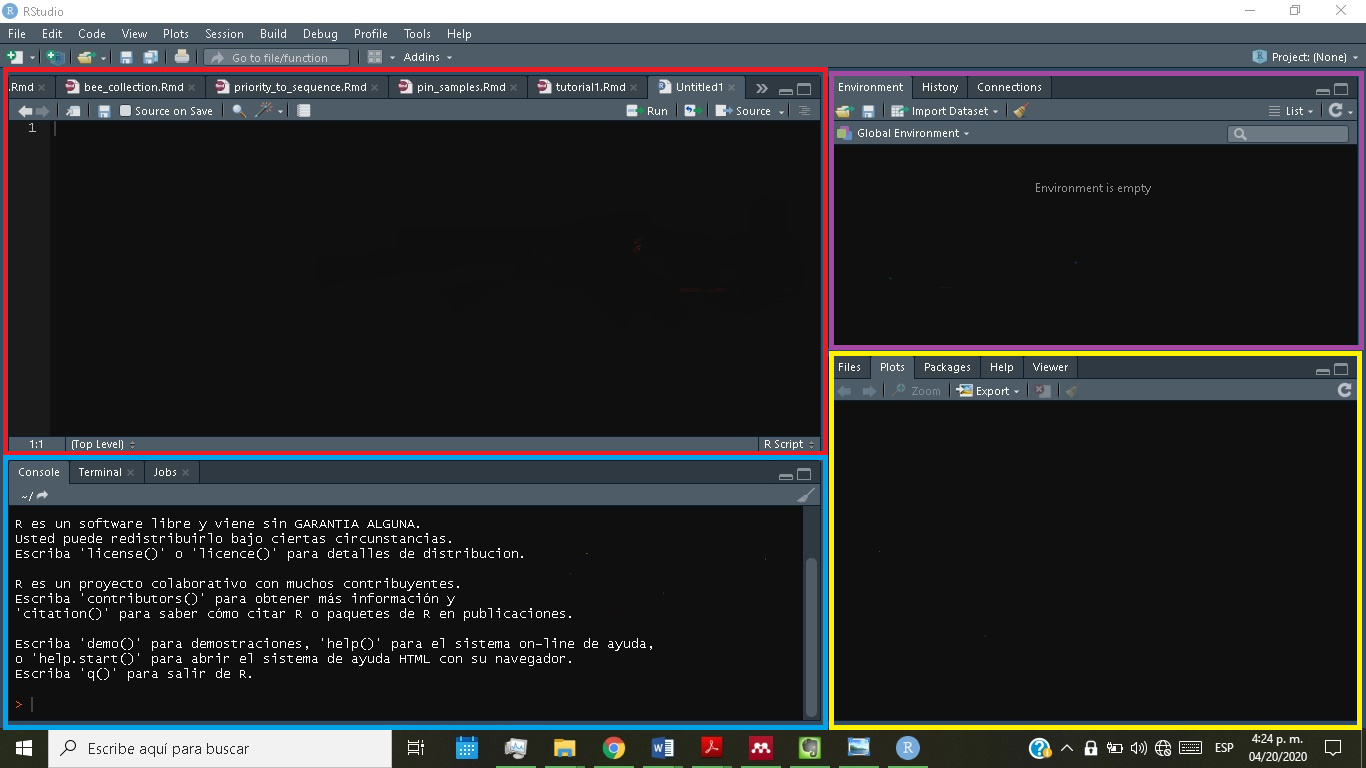 RStudio
File Edit Code View Plots Session Build Debug Profile Tools Help
Go to file/function Addins Project: (None)
.Rmd bee_collection.Rmd priority_to_sequence.Rmd pin_samples.Rmd tutorial1.Rmd Untitled1
Source on Save Run Source
1
1:1 (Top Level) R Script
Console Terminal Jobs
~/
R es un software libre y viene sin GARANTIA ALGUNA.
Usted puede redistribuirlo bajo ciertas circunstancias.
Escriba 'license()' o 'licence()' para detalles de distribucion.
R es un proyecto colaborativo con muchos contribuyentes.
Escriba 'contributors()' para obtener más información y
'citation()' para saber cómo citar R o paquetes de R en publicaciones.
Escriba 'demo()' para demostraciones, 'help()' para el sistema on-line de ayuda,
o 'help.start()' para abrir el sistema de ayuda HTML con su navegador.
Escriba 'q()' para salir de R.
>
Environment History Connections
Import Dataset List
Global Environment
Environment is empty
Files Plots Packages Help Viewer
Zoom Export
Escribe aquí para buscar
ESP
4:24 p. m.
04/20/2020